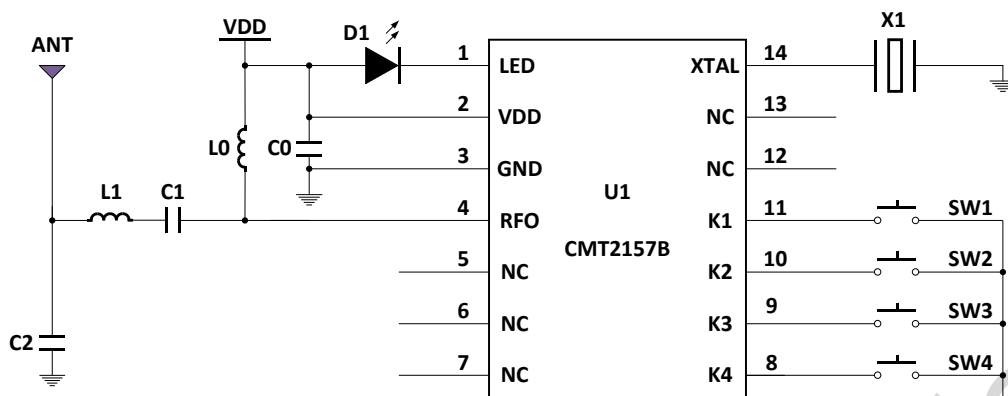 VDD
ANT
D1
X1
1 LED
XTAL 14
2 VDD
NC 13
L0 C0
3 GND
NC 12
L1 C1
U1
4 RFO
K1 11 SW1
CMT2157B
5 NC
K2 10 SW2
6 NC
K3 9 SW3
C2
7 NC
K4 8 SW4